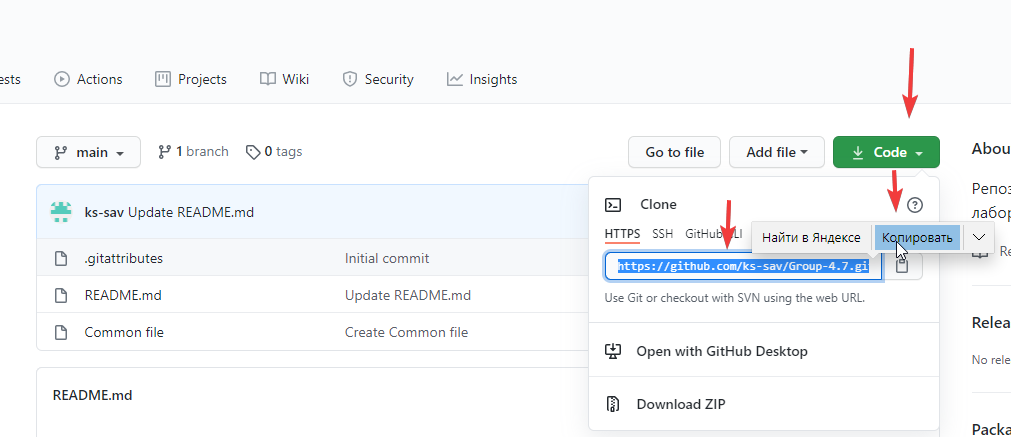 ests Actions Projects Wiki Security Insights
main 1 branch 0 tags Go to file Add file Code Abou
ks-sav Update README.md
.gitattributes Initial commit
README.md Update README.md
Common file Create Common file
README.md
Clone
HTTPS SSH GitHub CLI
Найти в Яндексе Копировать
https://github.com/ks-sav/Group-4.7.gi
Use Git or checkout with SVN using the web URL.
Open with GitHub Desktop
Download ZIP
Репоз
лабор
Re
Relea
No rele
Packa